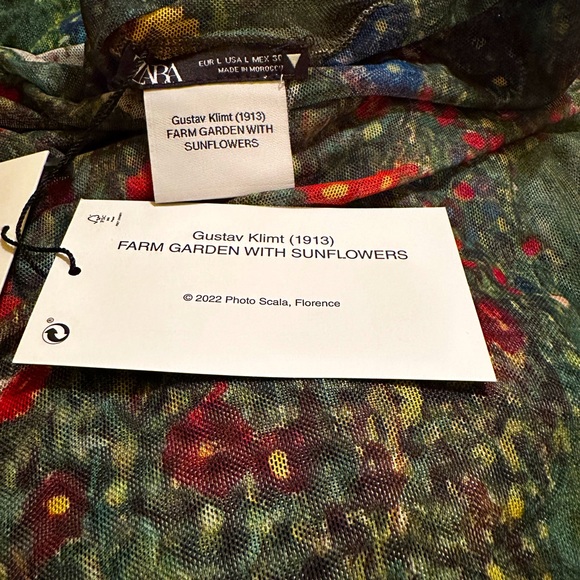 ZARA
EUR L USA L MEX 30
MADE IN MOROCCO
Gustav Klimt (1913)
FARM GARDEN WITH
SUNFLOWERS
Gustav Klimt (1913)
FARM GARDEN WITH SUNFLOWERS
© 2022 Photo Scala, Florence